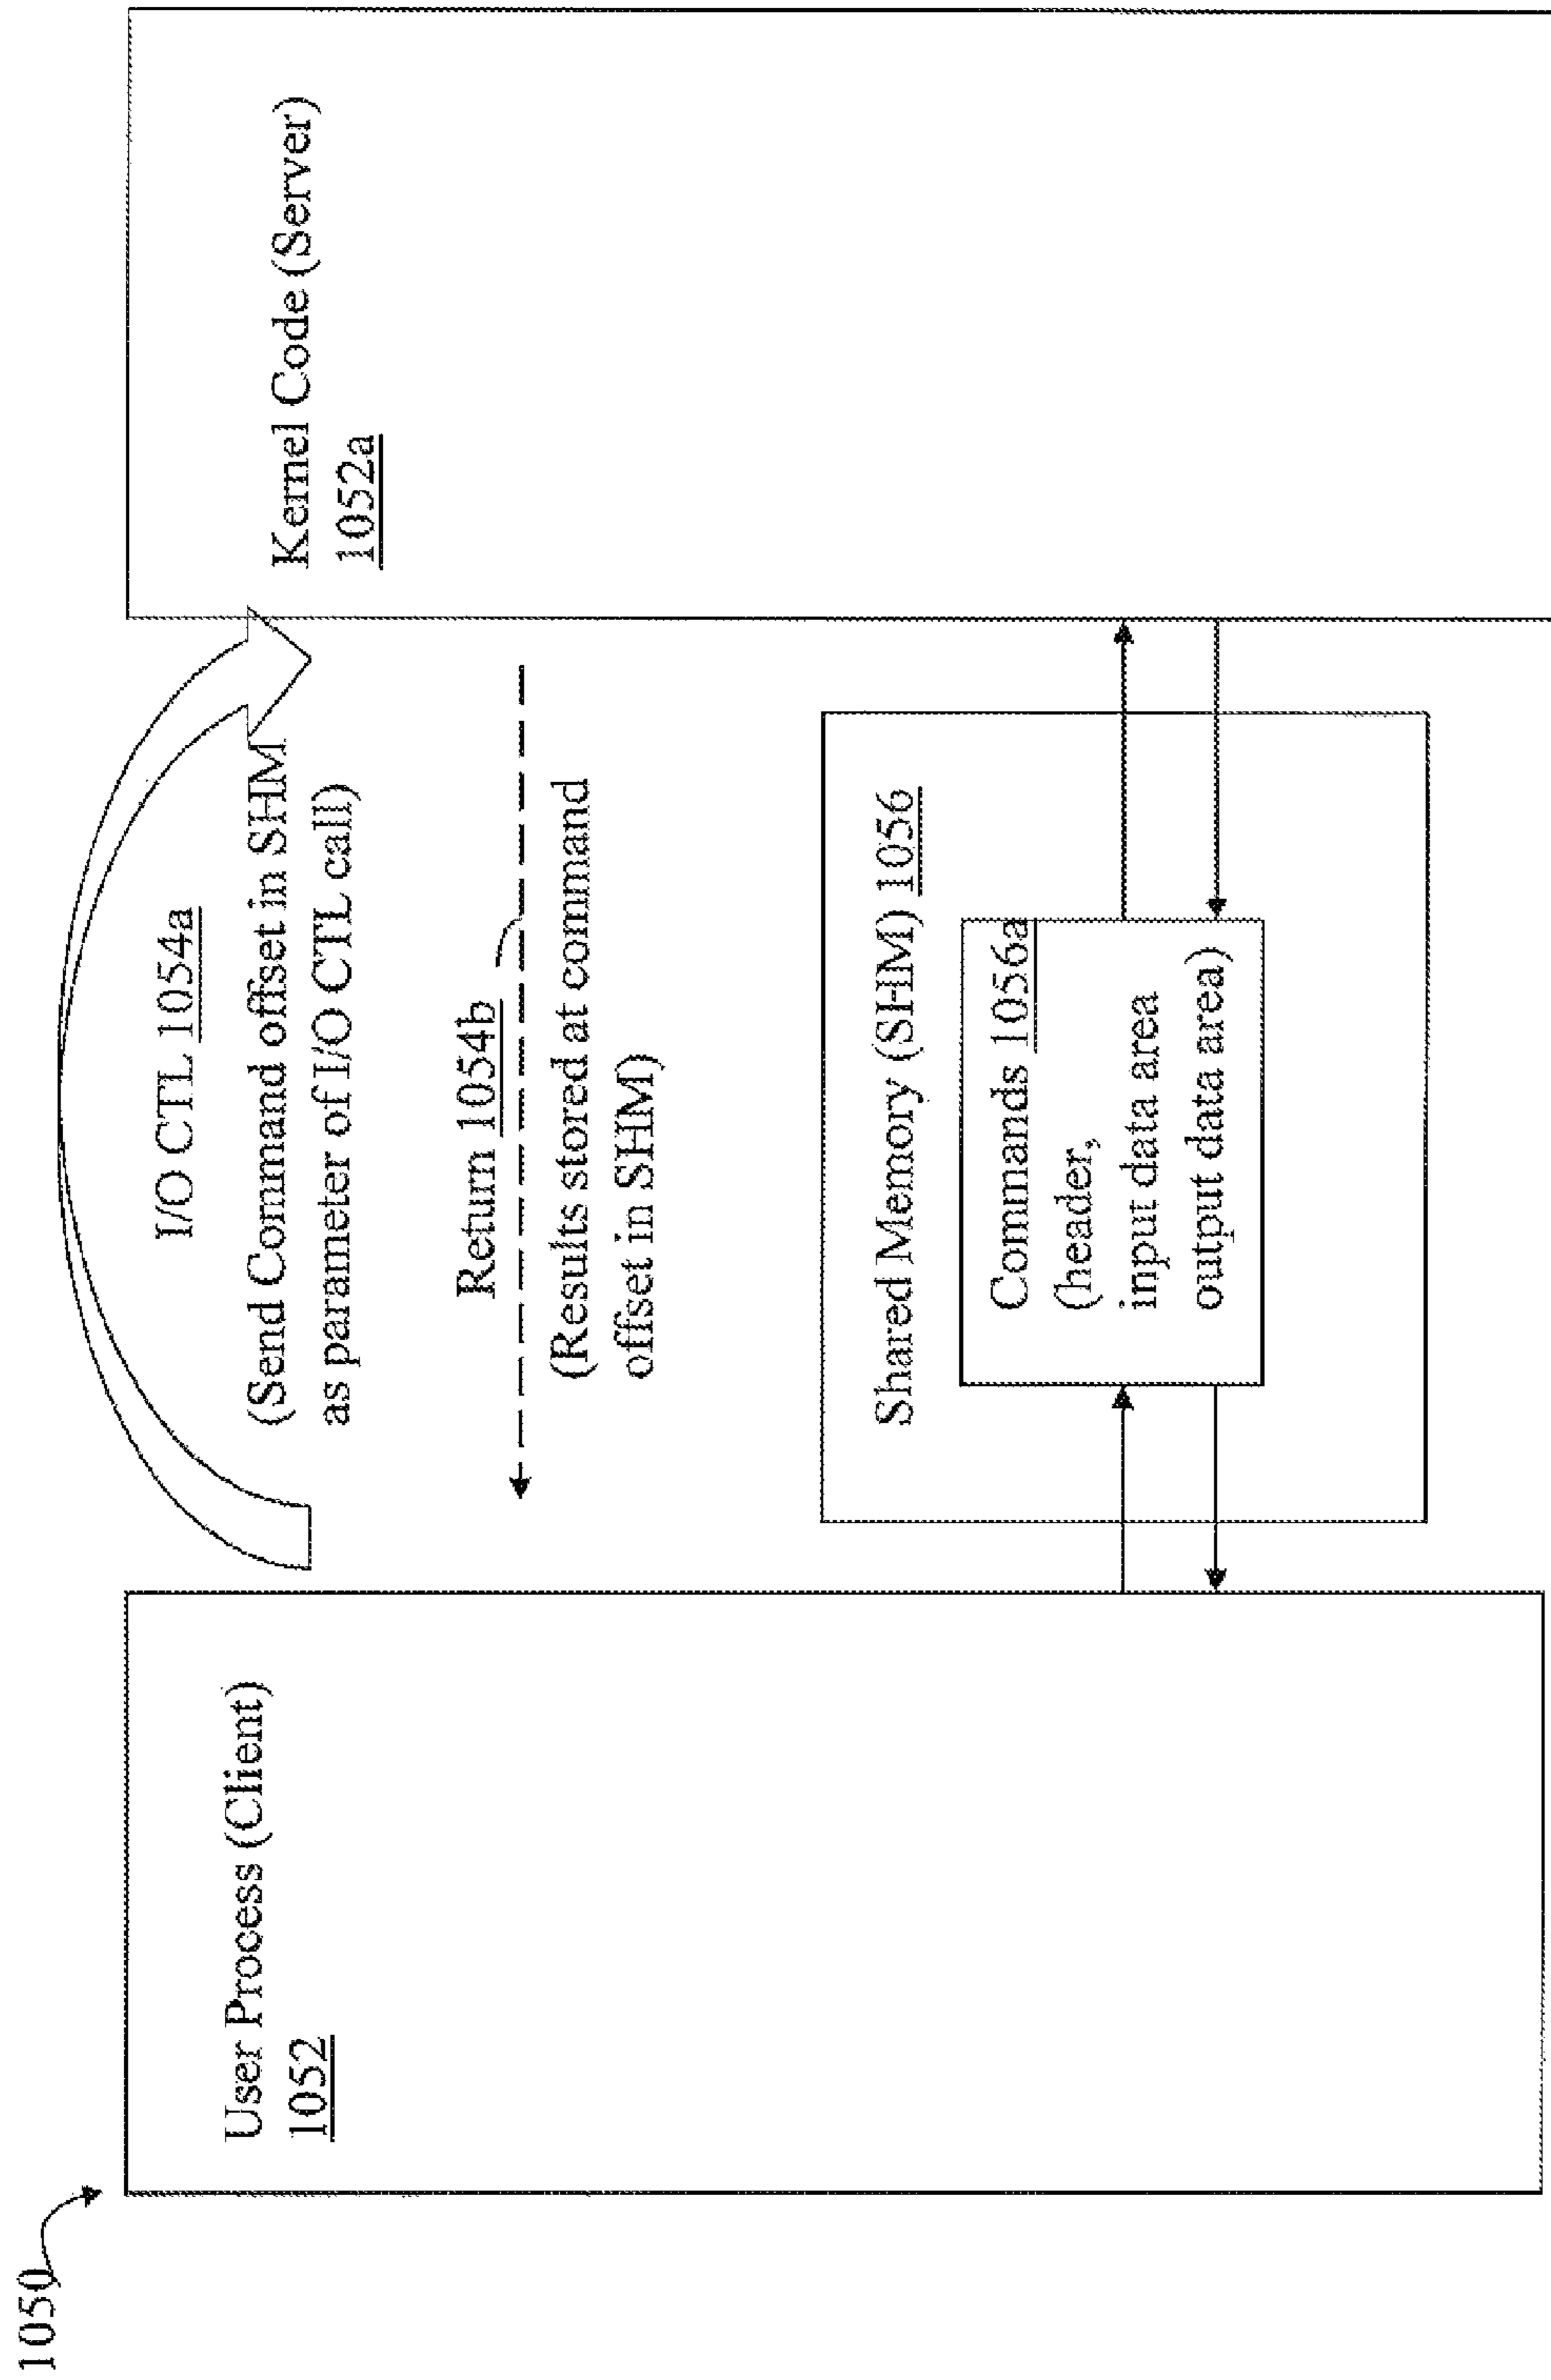 1050
User Process (Client)
1052
I/O CTL 1054a
(Send Command offset in SHM
as parameter of I/O CTL call)
Return 1054b
(Results stored at command
offset in SHM)
Shared Memory (SHM) 1056
Commands 1056a
(header,
input data area
output data area)
Kernel Code (Server)
1052a